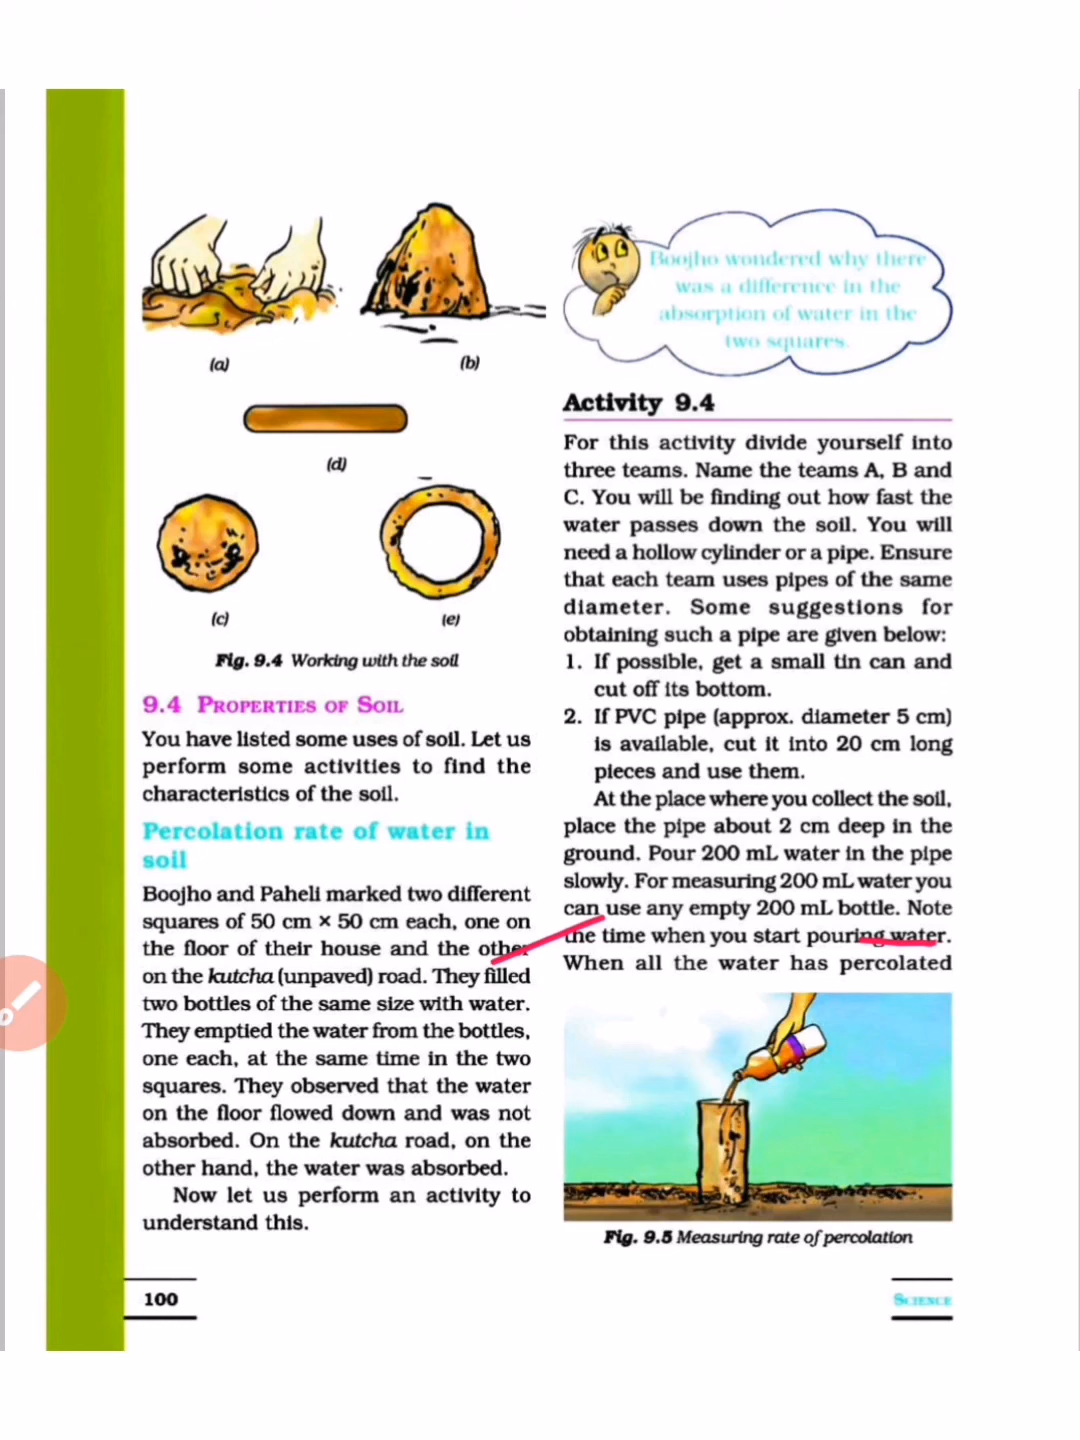 (a)
(b)
(d)
(c)
(e)
Fig. 9.4 Working with the soil
9.4 PROPERTIES OF SOIL
You have listed some uses of soil. Let us
perform some activities to find the
characteristics of the soil.
Percolation rate of water in
soil
Boojho and Paheli marked two different
squares of 50 cm × 50 cm each, one on
the floor of their house and the other
on the kutcha (unpaved) road. They filled
two bottles of the same size with water.
They emptied the water from the bottles,
one each, at the same time in the two
squares. They observed that the water
on the floor flowed down and was not
absorbed. On the kutcha road, on the
other hand, the water was absorbed.
Now let us perform an activity to
understand this.
Boojho wondered why there
was a difference in the
absorption of water in the
two squares.
Activity 9.4
For this activity divide yourself into
three teams. Name the teams A, B and
C. You will be finding out how fast the
water passes down the soil. You will
need a hollow cylinder or a pipe. Ensure
that each team uses pipes of the same
diameter. Some suggestions for
obtaining such a pipe are given below:
1. If possible, get a small tin can and
cut off its bottom.
2. If PVC pipe (approx. diameter 5 cm)
is available, cut it into 20 cm long
pieces and use them.
At the place where you collect the soil,
place the pipe about 2 cm deep in the
ground. Pour 200 mL water in the pipe
slowly. For measuring 200 mL water you
can use any empty 200 mL bottle. Note
the time when you start pouring water.
When all the water has percolated
Fig. 9.5 Measuring rate of percolation
100
SCIENCE